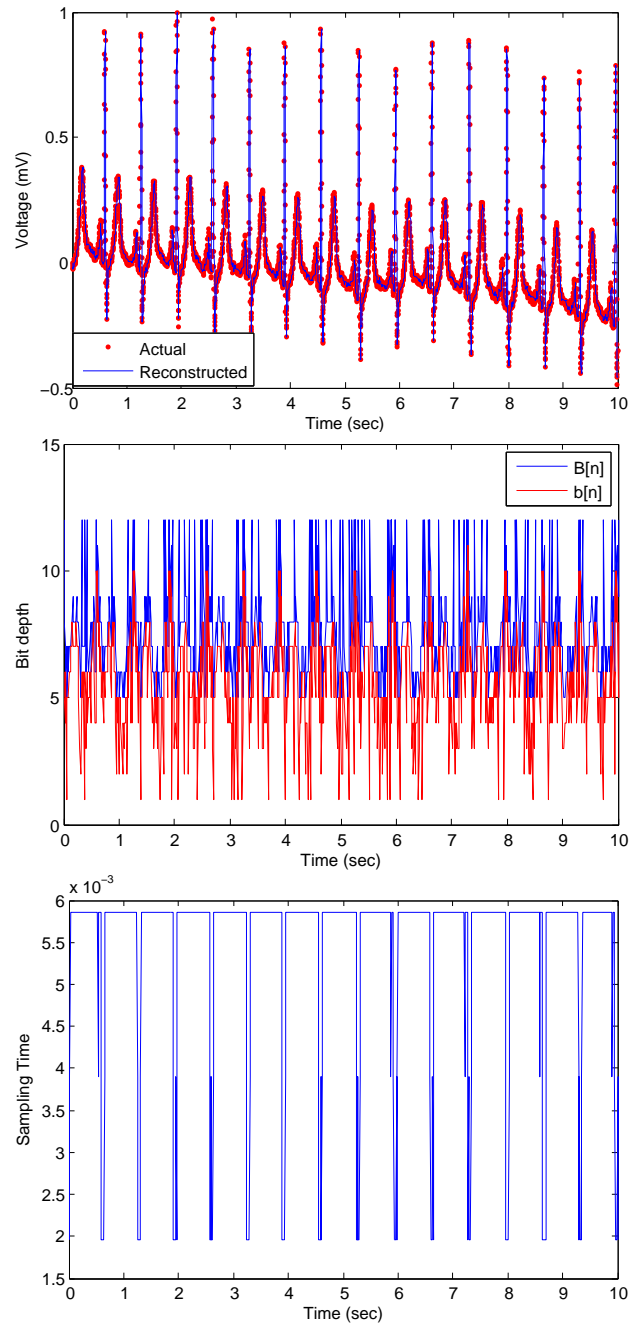 1
0.5
0
−0.5
Voltage (mV)
Actual
Reconstructed
0 1 2 3 4 5 6 7 8 9 10
Time (sec)
15
10
5
0
Bit depth
B[n]
b[n]
0 1 2 3 4 5 6 7 8 9 10
Time (sec)
x 10−3
6
5.5
5
4.5
4
3.5
3
2.5
2
1.5
Sampling Time
0 1 2 3 4 5 6 7 8 9 10
Time (sec)